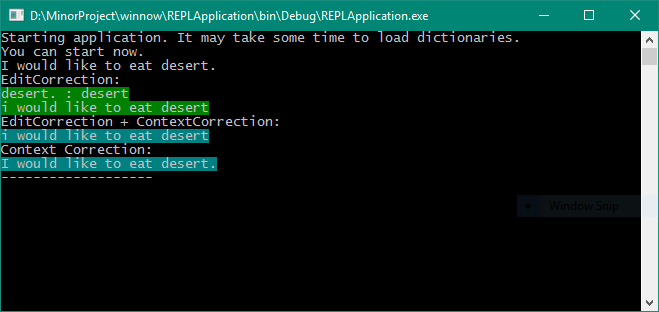 D:\MinorProject\winnow\REPLApplication\bin\Debug\REPLApplication.exe
Starting application. It may take some time to load dictionaries.
You can start now.
I would like to eat desert.
EditCorrection:
desert. : desert
i would like to eat desert
EditCorrection + ContextCorrection:
i would like to eat desert
Context Correction:
I would like to eat desert.
-------------------
Window Snip